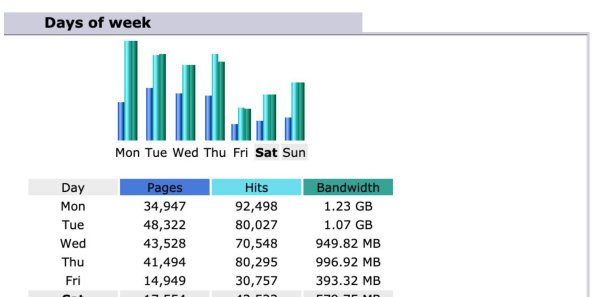 Days of week
Mon Tue Wed Thu Fri Sat Sun
Day Pages Hits Bandwidth
Mon 34,947 92,498 1.23 GB
Tue 48,322 80,027 1.07 GB
Wed 43,528 70,548 949.82 MB
Thu 41,494 80,295 996.92 MB
Fri 14,949 30,757 393.32 MB